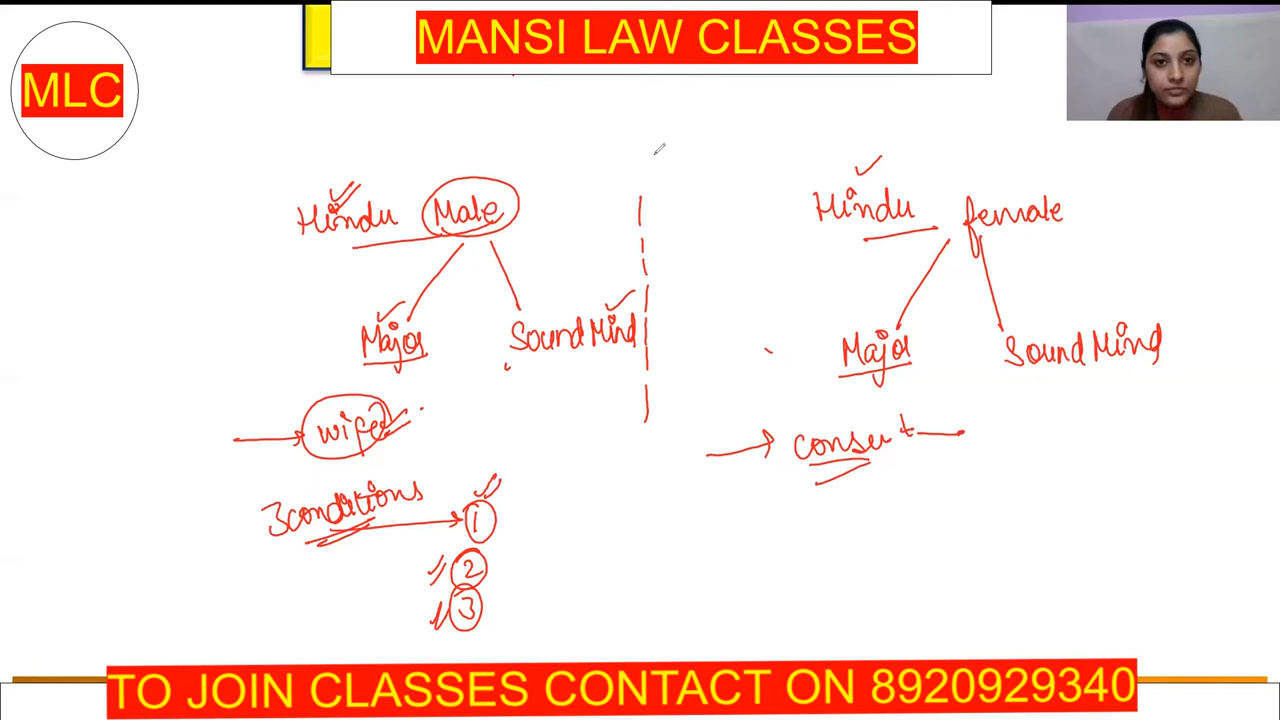 MANSI LAW CLASSES
MLC
Hindu Male
Major Sound Mind
wife
3 conditions 1
2
3
Hindu female
Major Sound Mind
consent
TO JOIN CLASSES CONTACT ON 8920929340